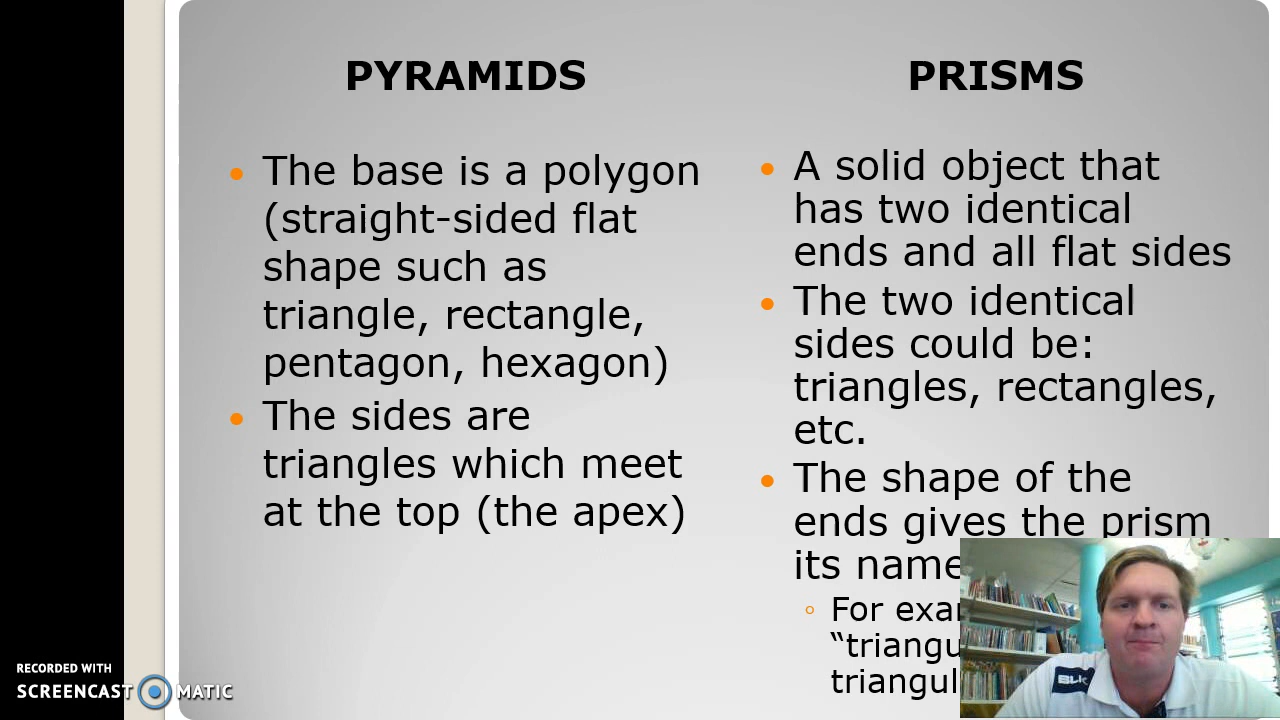 PYRAMIDS
The base is a polygon
(straight-sided flat
shape such as
triangle, rectangle,
pentagon, hexagon)
The sides are
triangles which meet
at the top (the apex)
PRISMS
A solid object that
has two identical
ends and all flat sides
The two identical
sides could be:
triangles, rectangles,
etc.
The shape of the
ends gives the prism
its name
For
RECORDED WITH
SCREENCAST MATIC
BLK